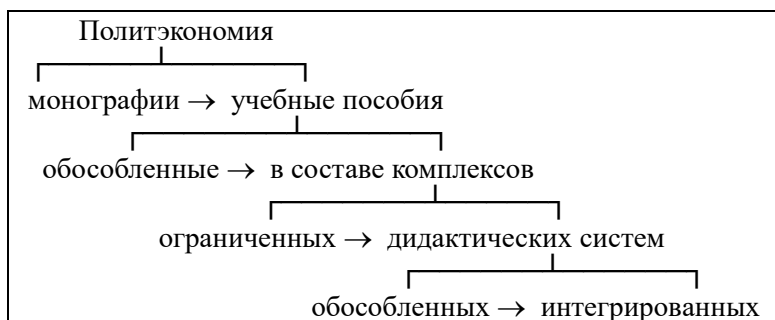 Политэкономия
монографии → учебные пособия
обособленные → в составе комплексов
ограниченных → дидактических систем
обособленных → интегрированных